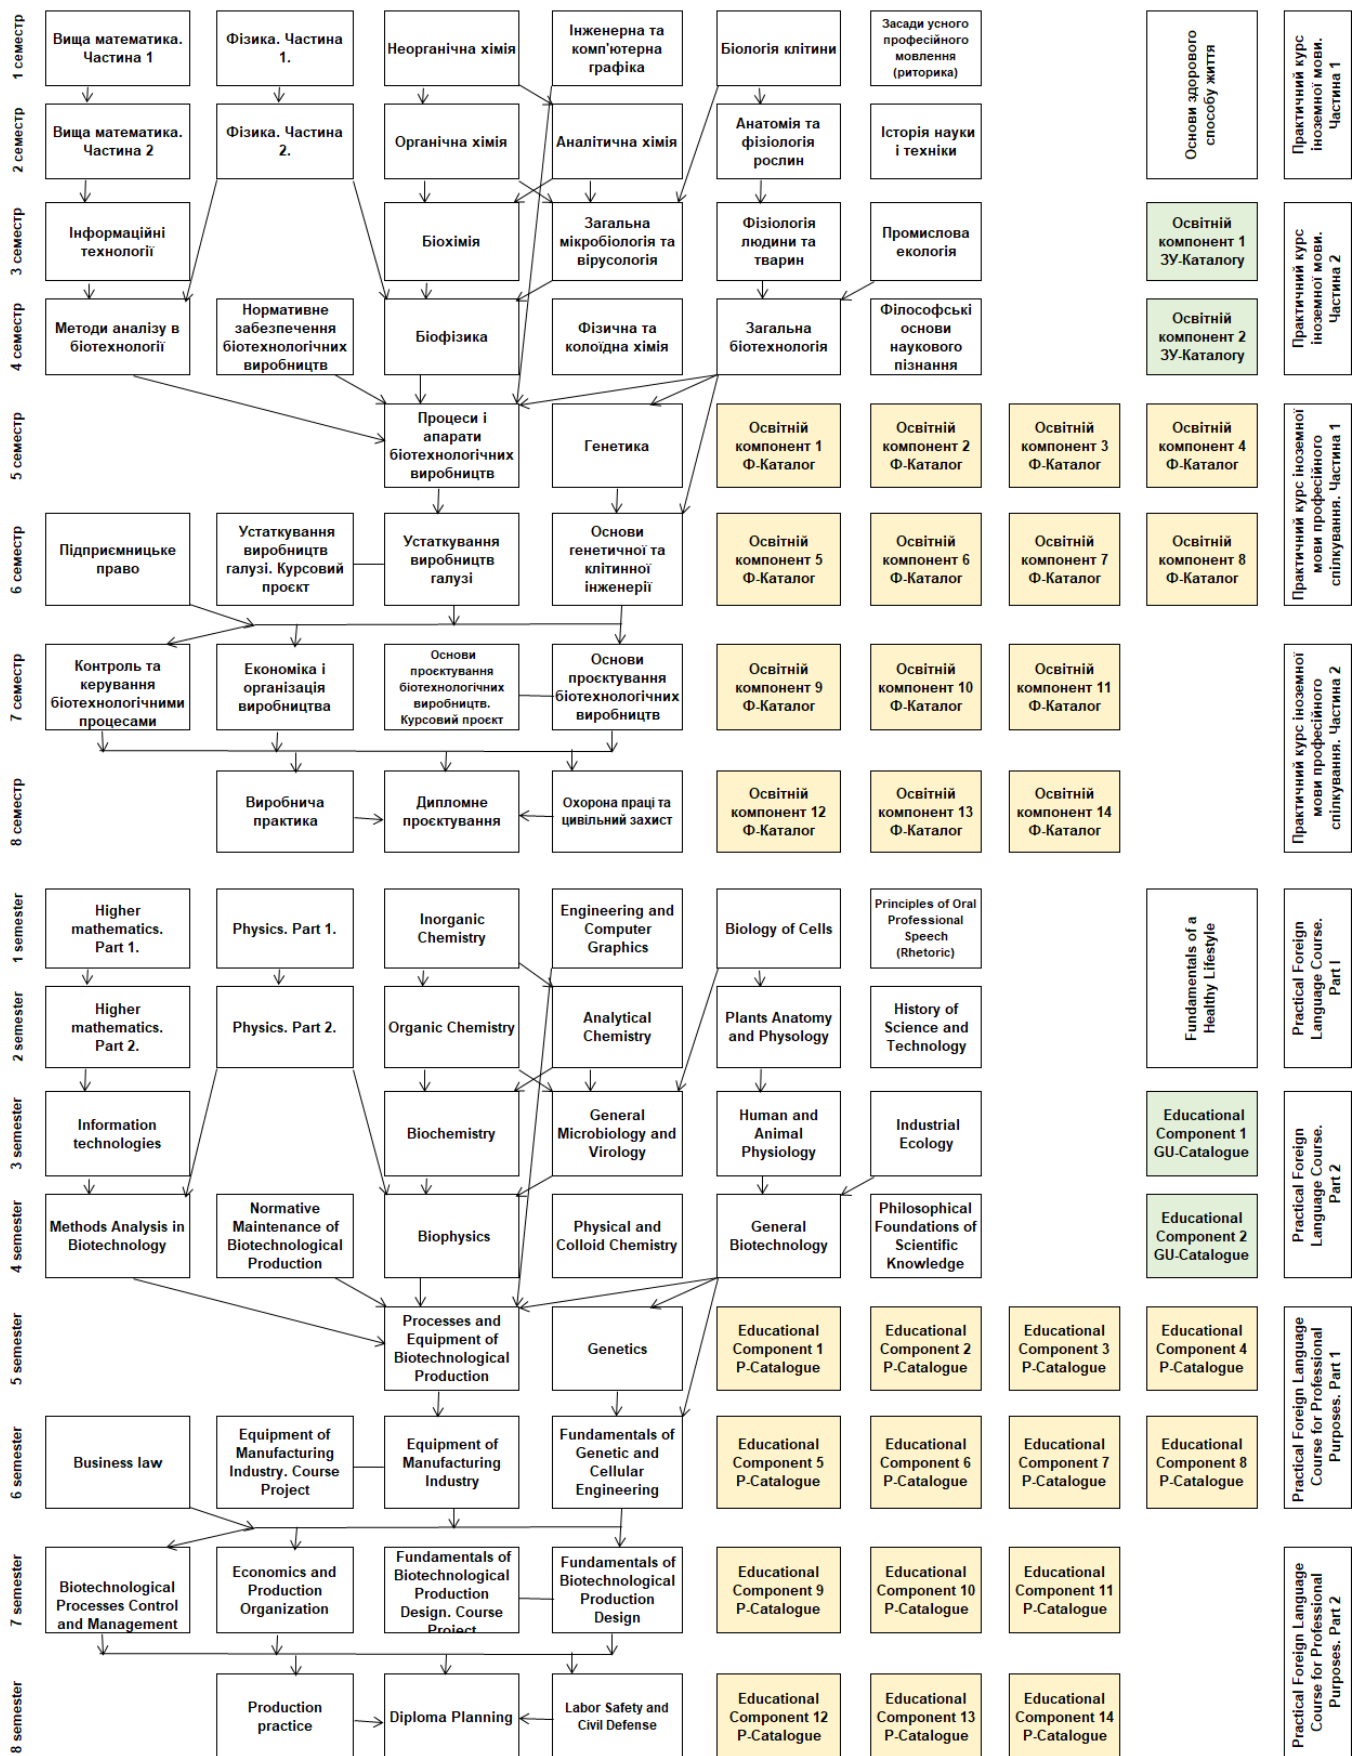 1 семестр
Вища математика.
Частина 1
Фізика. Частина
1.
Неорганічна хімія
Інженерна та
комп'ютерна
графіка
Біологія клітини
Засади усного
професійного
мовлення
(риторика)
Основи здорового
способу життя
Практичний курс
іноземної мови.
Частина 1
2 семестр
Вища математика.
Частина 2
Фізика. Частина
2.
Органічна хімія
Аналітична хімія
Анатомія та
фізіологія
рослин
Історія науки
і техніки
3 семестр
Інформаційні
технології
Біохімія
Загальна
мікробіологія та
вірусологія
Фізіологія
людини та
тварин
Промислова
екологія
Освітній
компонент 1
ЗУ-Каталогу
Практичний курс
іноземної мови.
Частина 2
4 семестр
Методи аналізу в
біотехнології
Нормативне
забезпечення
біотехнологічних
виробництв
Біофізика
Фізична та
колоїдна хімія
Загальна
біотехнологія
Філософські
основи
наукового
пізнання
Освітній
компонент 2
ЗУ-Каталогу
5 семестр
Процеси і
апарати
біотехнологічних
виробництв
Генетика
Освітній
компонент 1
Ф-Каталог
Освітній
компонент 2
Ф-Каталог
Освітній
компонент 3
Ф-Каталог
Освітній
компонент 4
Ф-Каталог
Практичний курс іноземної
мови професійного
спілкування. Частина 1
6 семестр
Підприємницьке
право
Устаткування
виробництв
галузі. Курсовий
проєкт
Устаткування
виробництв
галузі
Основи
генетичної та
клітинної
інженерії
Освітній
компонент 5
Ф-Каталог
Освітній
компонент 6
Ф-Каталог
Освітній
компонент 7
Ф-Каталог
Освітній
компонент 8
Ф-Каталог
7 семестр
Контроль та
керування
біотехнологічними
процесами
Економіка і
організація
виробництва
Основи
проєктування
біотехнологічних
виробництв.
Курсовий проєкт
Основи
проєктування
біотехнологічних
виробництв
Освітній
компонент 9
Ф-Каталог
Освітній
компонент 10
Ф-Каталог
Освітній
компонент 11
Ф-Каталог
Практичний курс іноземної
мови професійного
спілкування. Частина 2
8 семестр
Виробнича
практика
Дипломне
проєктування
Охорона праці та
цивільний захист
Освітній
компонент 12
Ф-Каталог
Освітній
компонент 13
Ф-Каталог
Освітній
компонент 14
Ф-Каталог
1 semester
Higher
mathematics.
Part 1.
Physics. Part 1.
Inorganic
Chemistry
Engineering and
Computer
Graphics
Biology of Cells
Principles of Oral
Professional
Speech
(Rhetoric)
Fundamentals of a
Healthy Lifestyle
Practical Foreign
Language Course.
Part I
2 semester
Higher
mathematics.
Part 2.
Physics. Part 2.
Organic Chemistry
Analytical
Chemistry
Plants Anatomy
and Physology
History of
Science and
Technology
3 semester
Information
technologies
Biochemistry
General
Microbiology and
Virology
Human and
Animal
Physiology
Industrial
Ecology
Educational
Component 1
GU-Catalogue
Practical Foreign
Language Course.
Part 2
4 semester
Methods Analysis in
Biotechnology
Normative
Maintenance of
Biotechnological
Production
Biophysics
Physical and
Colloid Chemistry
General
Biotechnology
Philosophical
Foundations of
Scientific
Knowledge
Educational
Component 2
GU-Catalogue
5 semester
Processes and
Equipment of
Biotechnological
Production
Genetics
Educational
Component 1
P-Catalogue
Educational
Component 2
P-Catalogue
Educational
Component 3
P-Catalogue
Educational
Component 4
P-Catalogue
Practical Foreign Language
Course for Professional
Purposes. Part 1
6 semester
Business law
Equipment of
Manufacturing
Industry. Course
Project
Equipment of
Manufacturing
Industry
Fundamentals of
Genetic and
Cellular
Engineering
Educational
Component 5
P-Catalogue
Educational
Component 6
P-Catalogue
Educational
Component 7
P-Catalogue
Educational
Component 8
P-Catalogue
7 semester
Biotechnological
Processes Control
and Management
Economics and
Production
Organization
Fundamentals of
Biotechnological
Production
Design. Course
Project
Fundamentals of
Biotechnological
Production
Design
Educational
Component 9
P-Catalogue
Educational
Component 10
P-Catalogue
Educational
Component 11
P-Catalogue
Practical Foreign Language
Course for Professional
Purposes. Part 2
8 semester
Production
practice
Diploma Planning
Labor Safety and
Civil Defense
Educational
Component 12
P-Catalogue
Educational
Component 13
P-Catalogue
Educational
Component 14
P-Catalogue